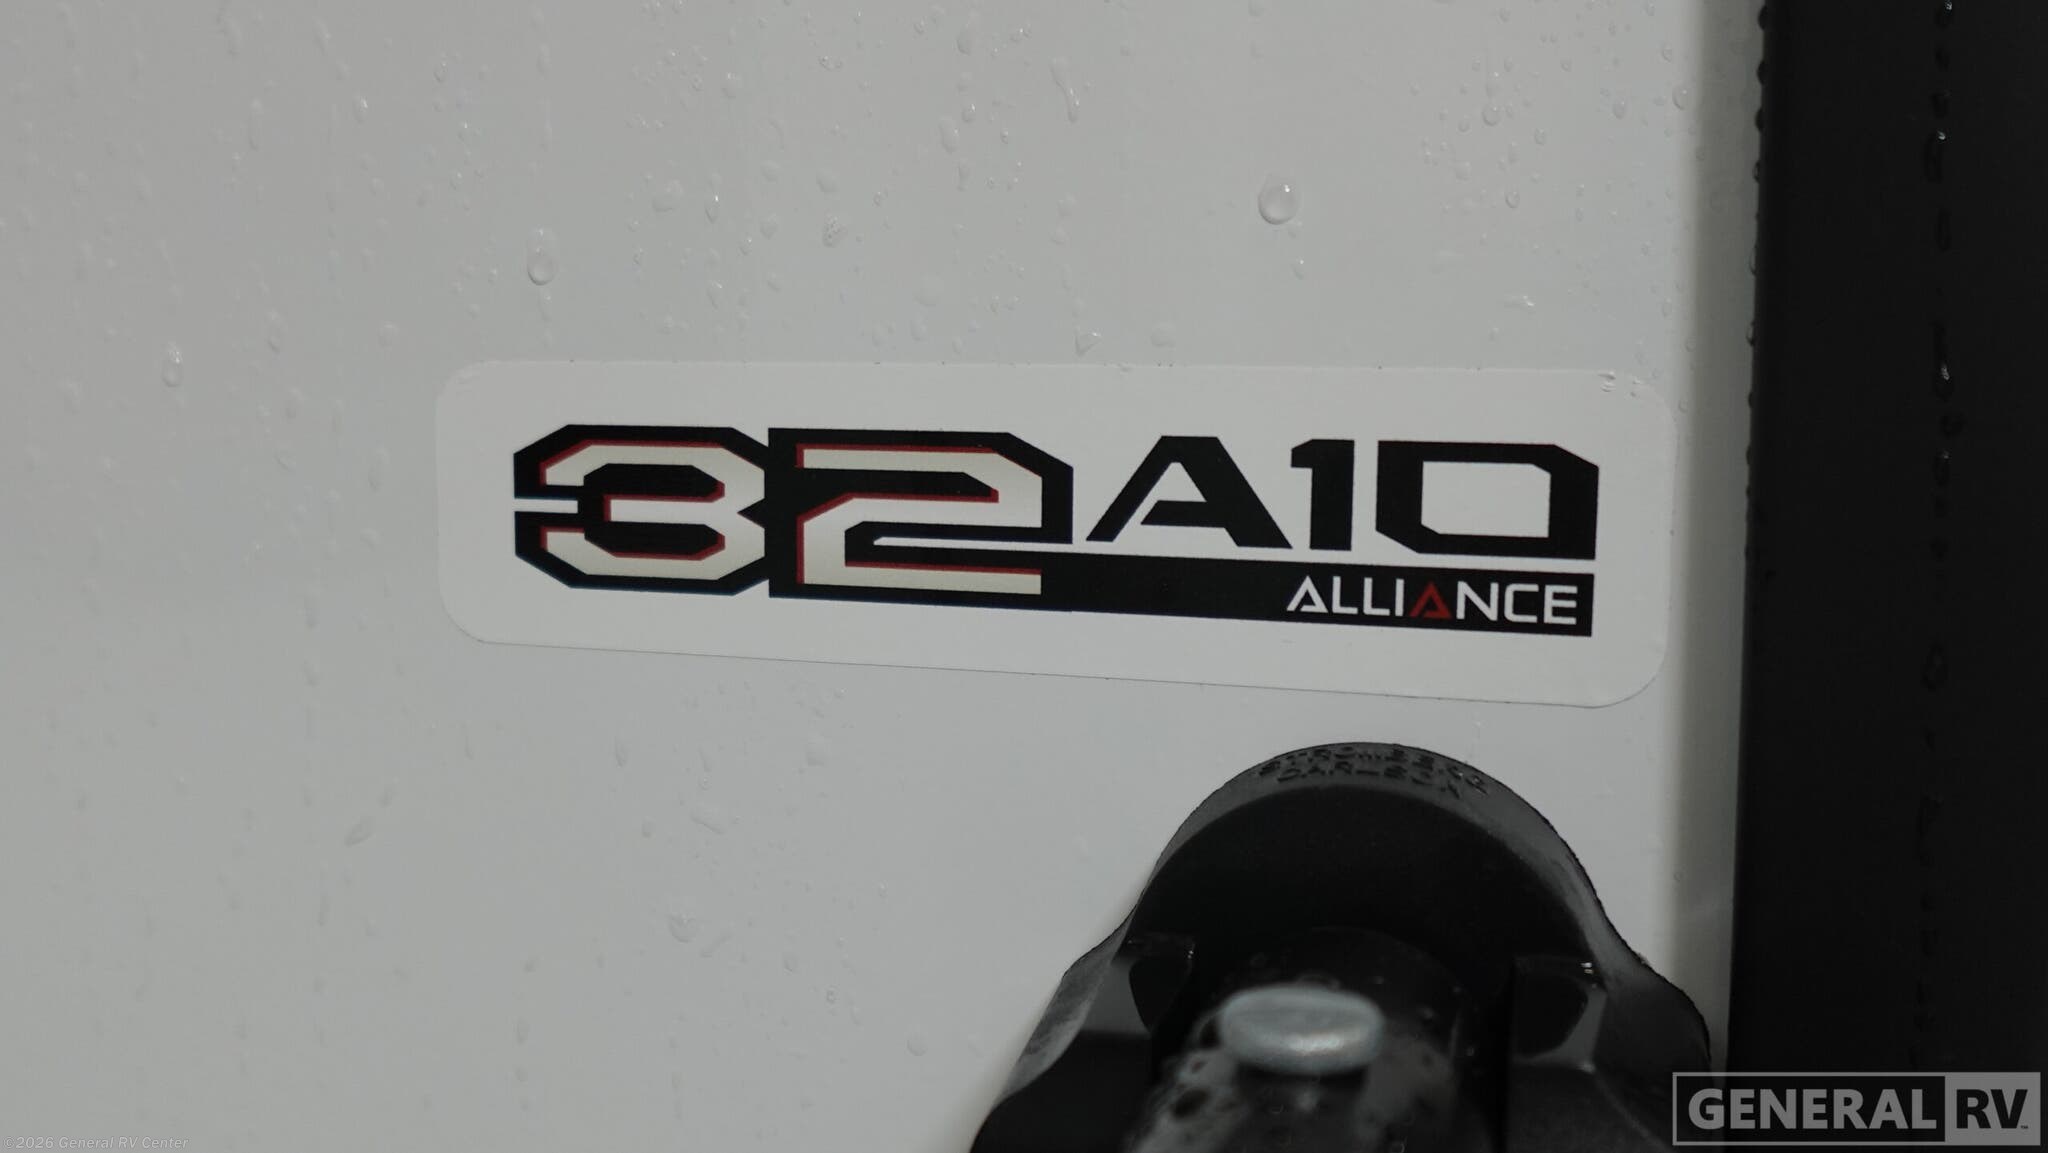 32A10
ALLIANCE
GENERAL RV
©2026 General RV Center